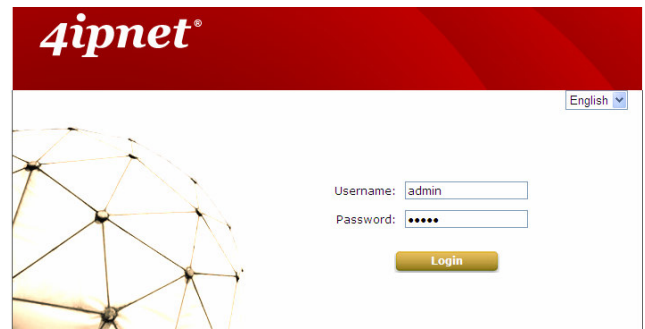 4ipnet®
English
Username: admin
Password: •••••
Login